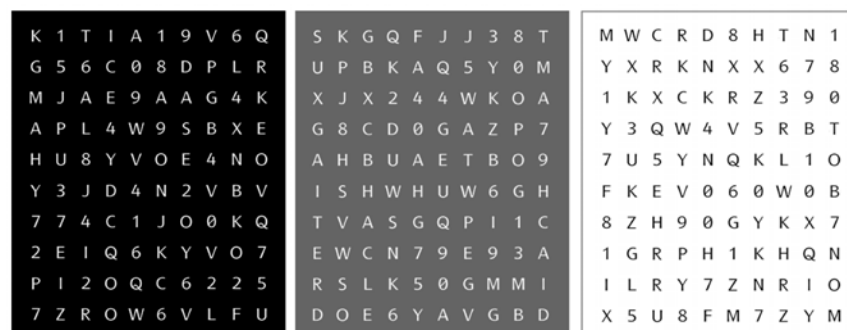 K 1 T I A 1 9 V 6 Q
G 5 6 C 0 8 D P L R
M J A E 9 A A G 4 K
A P L 4 W 9 S B X E
H U 8 Y V O E 4 N O
Y 3 J D 4 N 2 V B V
7 7 4 C 1 J O 0 K Q
2 E I Q 6 K Y V O 7
P I 2 O Q C 6 2 2 5
7 Z R O W 6 V L F U
S K G Q F J J 3 8 T
U P B K A Q 5 Y 0 M
X J X 2 4 4 W K O A
G 8 C D 0 G A Z P 7
A H B U A E T B O 9
I S H W H U W 6 G H
T V A S G Q P I 1 C
E W C N 7 9 E 9 3 A
R S L K 5 0 G M M I
D O E 6 Y A V G B D
M W C R D 8 H T N 1
Y X R K N X X 6 7 8
1 K X C K R Z 3 9 0
Y 3 Q W 4 V 5 R B T
7 U 5 Y N Q K L 1 O
F K E V 0 6 0 W 0 B
8 Z H 9 0 G Y K X 7
1 G R P H 1 K H Q N
I L R Y 7 Z N R I O
X 5 U 8 F M 7 Z Y M